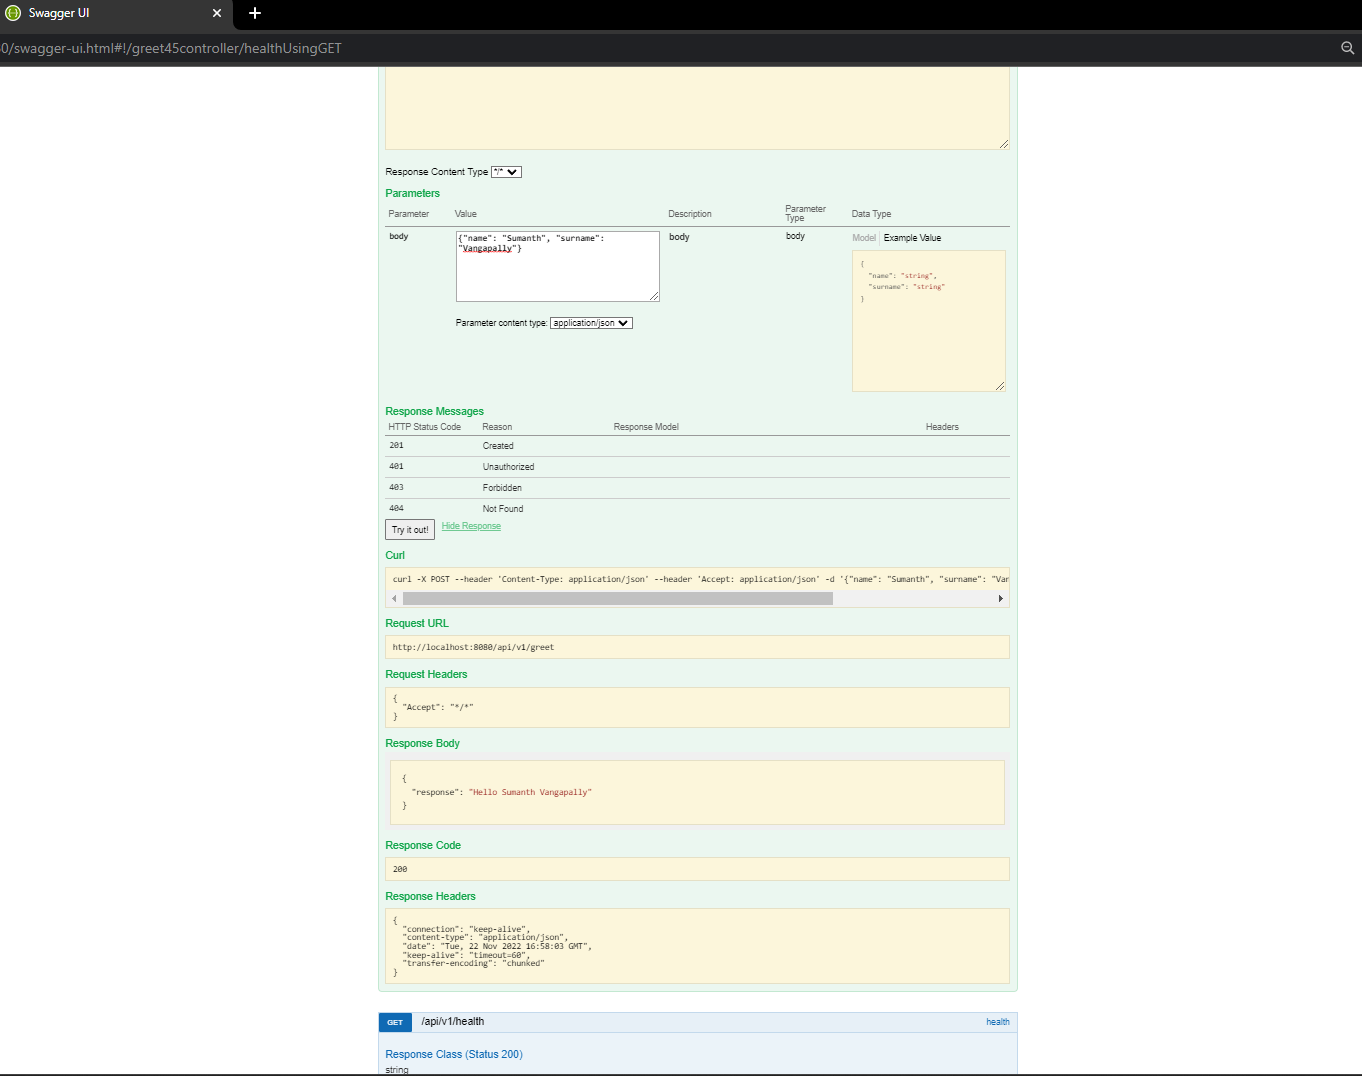 Swagger UI
0/swagger-ui.html#!/greet45controller/healthUsingGET
Response Content Type */*
Parameters
Parameter Value Description Parameter Type Data Type
body
{"name": "Sumanth", "surname":
"Vangapally"}
body
body
Model Example Value
{
"name": "string",
"surname": "string"
}
Parameter content type: application/json
Response Messages
HTTP Status Code Reason Response Model Headers
201 Created
401 Unauthorized
403 Forbidden
404 Not Found
Try it out! Hide Response
Curl
curl -X POST --header 'Content-Type: application/json' --header 'Accept: application/json' -d '{"name": "Sumanth", "surname": "Van
Request URL
http://localhost:8080/api/v1/greet
Request Headers
{
"Accept": "*/*"
}
Response Body
{
"response": "Hello Sumanth Vangapally"
}
Response Code
200
Response Headers
{
"connection": "keep-alive",
"content-type": "application/json",
"date": "Tue, 22 Nov 2022 16:58:03 GMT",
"keep-alive": "timeout=60",
"transfer-encoding": "chunked"
}
GET /api/v1/health health
Response Class (Status 200)
string